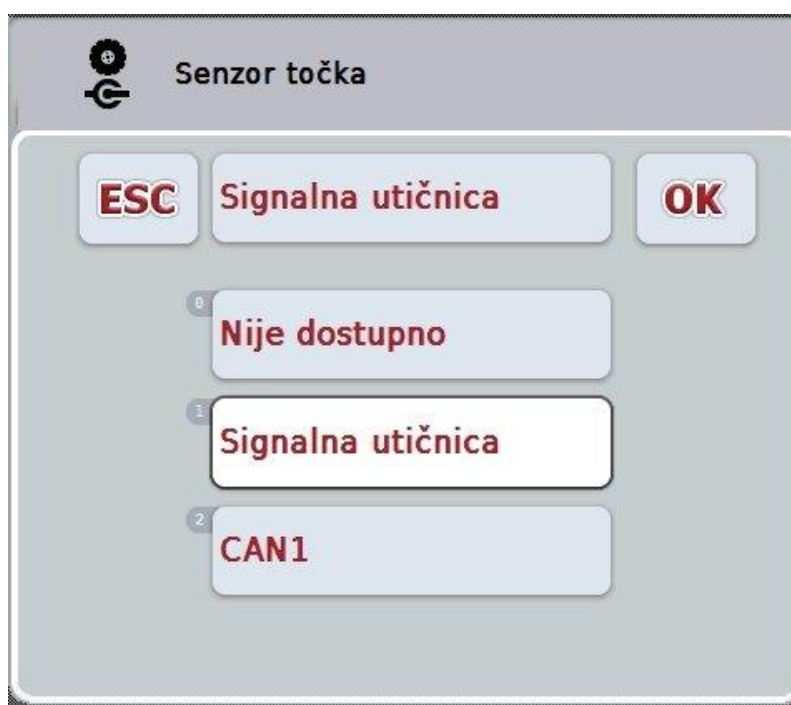 Senzor točka
ESC Signalna utičnica OK
0
Nije dostupno
1
Signalna utičnica
2
CAN1